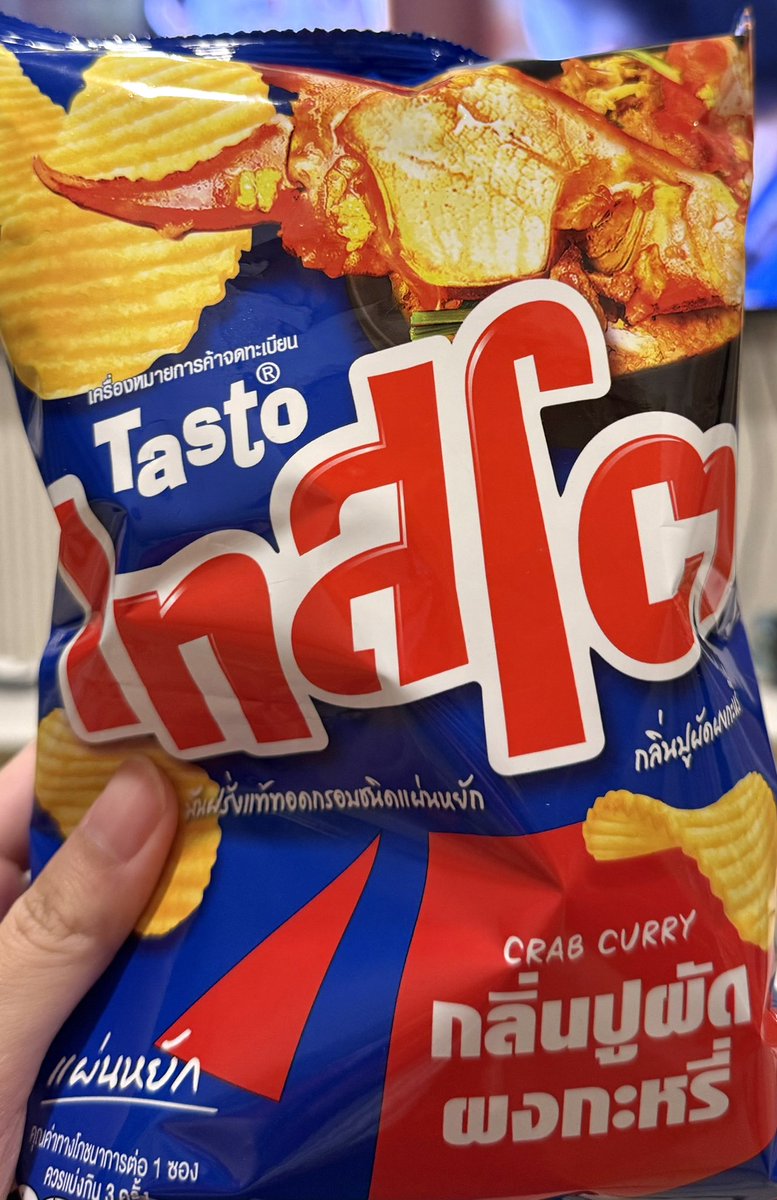 เครื่องหมายการค้าจดทะเบียน
Tasto®
เทสโต
กลิ่นปูผัดผงกะหรี่
มันฝรั่งแท้ทอดกรอบชนิดแผ่นหยัก
CRAB CURRY
กลิ่นปูผัด
ผงกะหรี่
แผ่นหยัก
คุณค่าทางโภชนาการต่อ 1 ซอง
ควรแบ่งกิน 3 ครั้ง